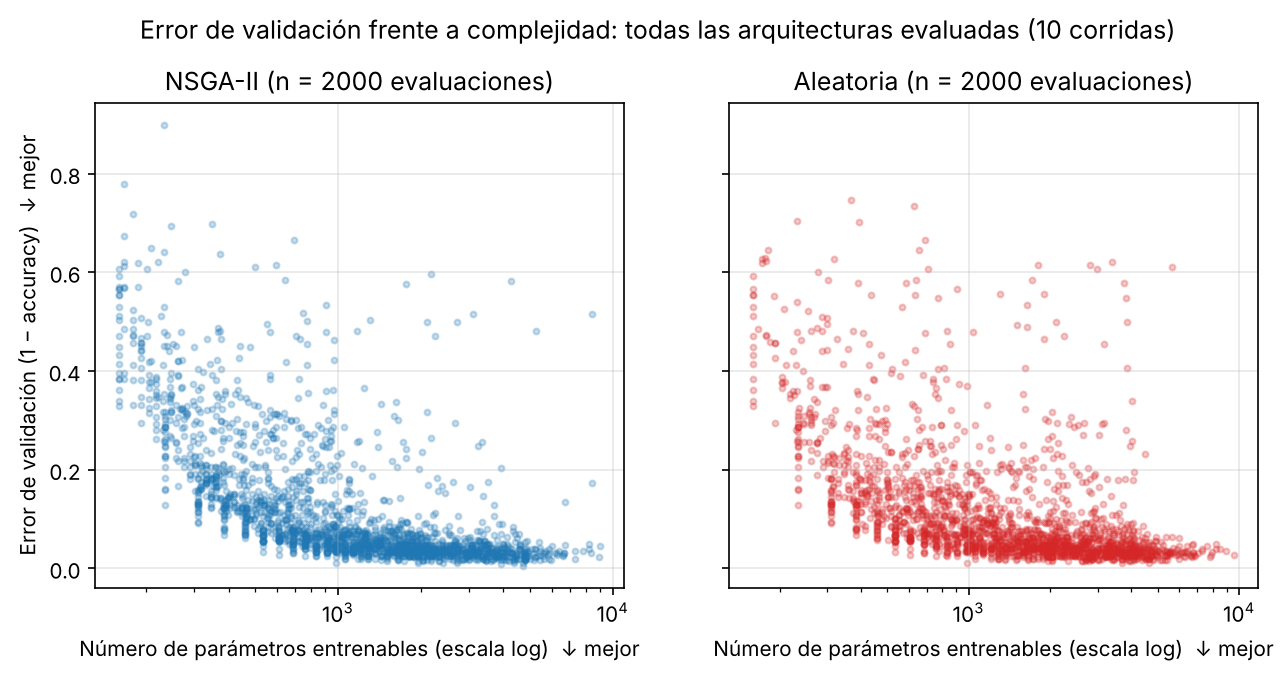 Error de validación frente a complejidad: todas las arquitecturas evaluadas (10 corridas)
NSGA-II (n = 2000 evaluaciones)
Aleatoria (n = 2000 evaluaciones)
Error de validación (1 − accuracy) ↓ mejor
0.8
0.6
0.4
0.2
0.0
10³
10⁴
10³
10⁴
Número de parámetros entrenables (escala log) ↓ mejor
Número de parámetros entrenables (escala log) ↓ mejor